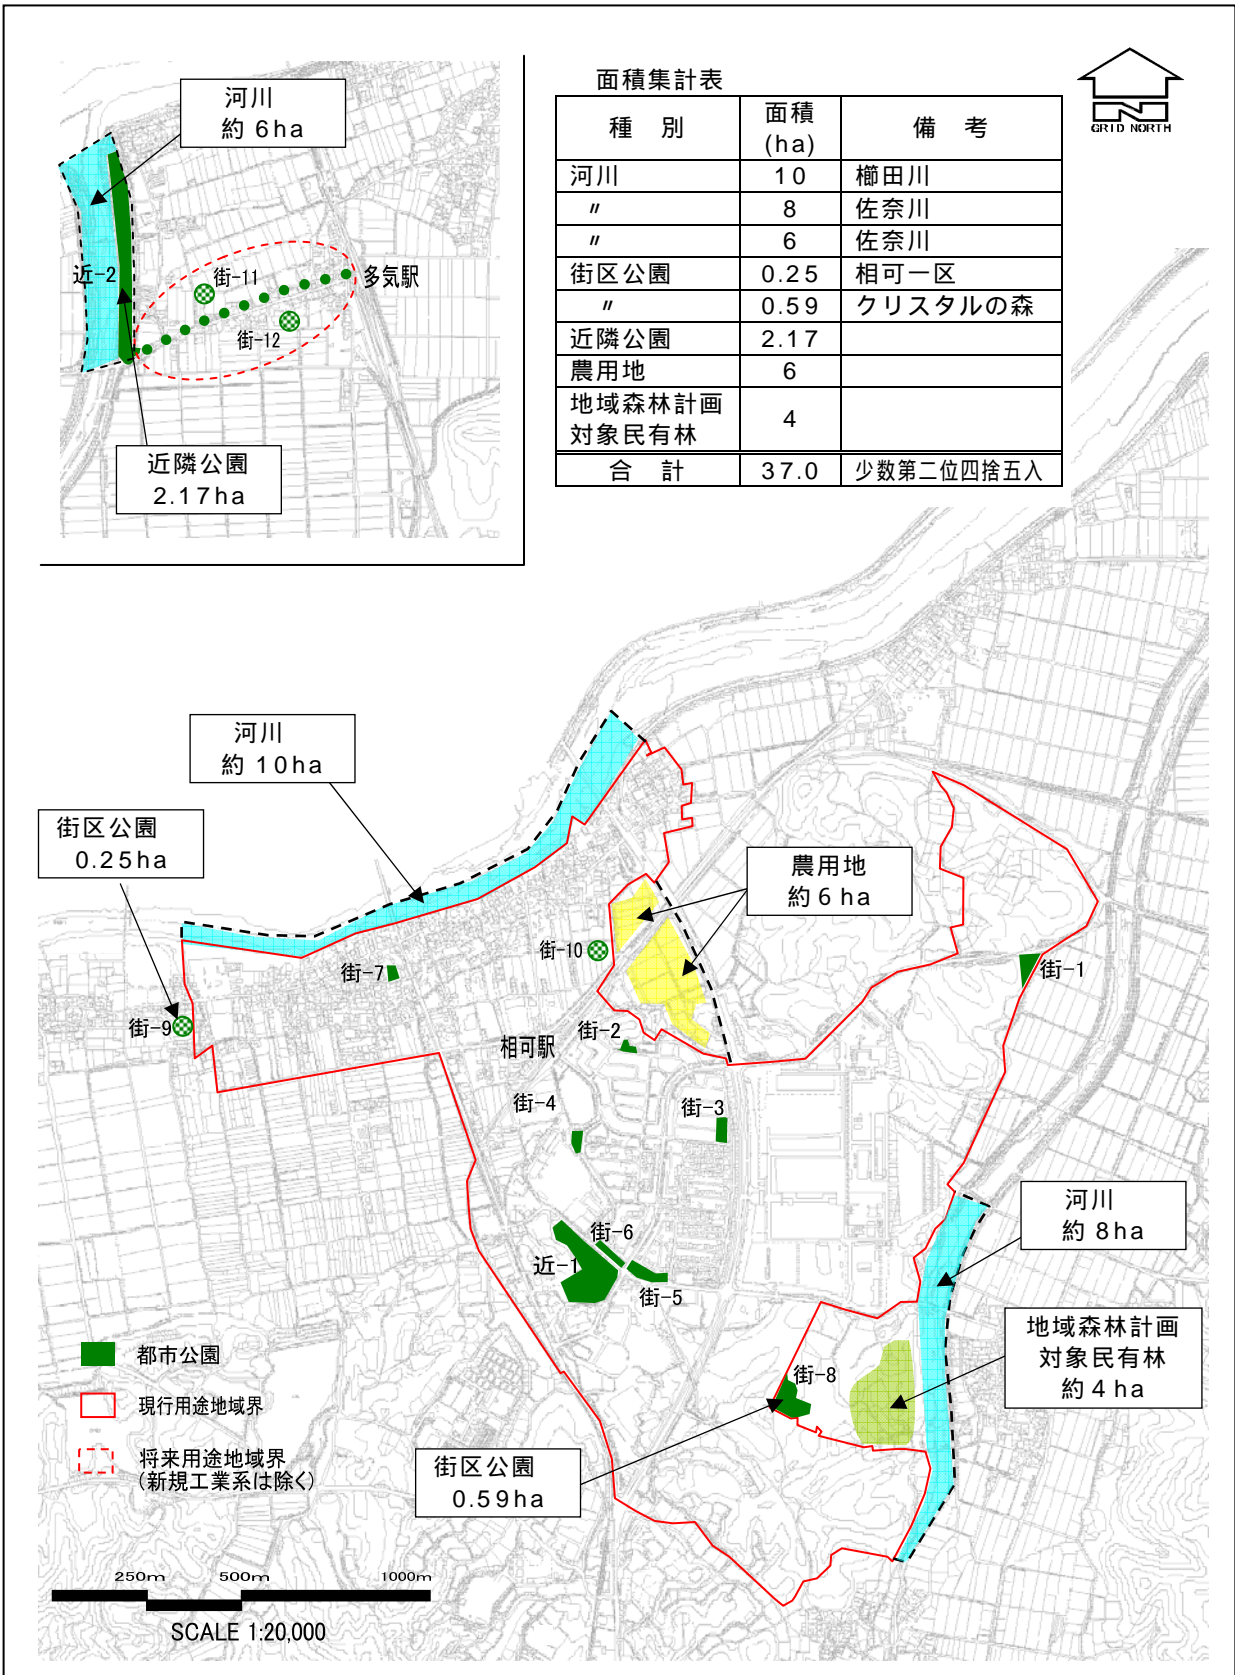 河川
約 6ha
近-2
街-11
街-12
多気駅
近隣公園
2.17ha
面積集計表
種 別 面積(ha) 備 考
河川 10 櫛田川
〃 8 佐奈川
〃 6 佐奈川
街区公園 0.25 相可一区
〃 0.59 クリスタルの森
近隣公園 2.17
農用地 6
地域森林計画対象民有林 4
合 計 37.0 少数第二位四捨五入
GRID NORTH
河川
約 10ha
街区公園
0.25ha
農用地
約 6 ha
街-10
街-7
街-1
街-9
街-2
相可駅
街-4
街-3
河川
約 8ha
街-6
近-1
街-5
地域森林計画
対象民有林
約 4 ha
街-8
都市公園
現行用途地域界
将来用途地域界
(新規工業系は除く)
街区公園
0.59ha
250m 500m 1000m
SCALE 1:20,000